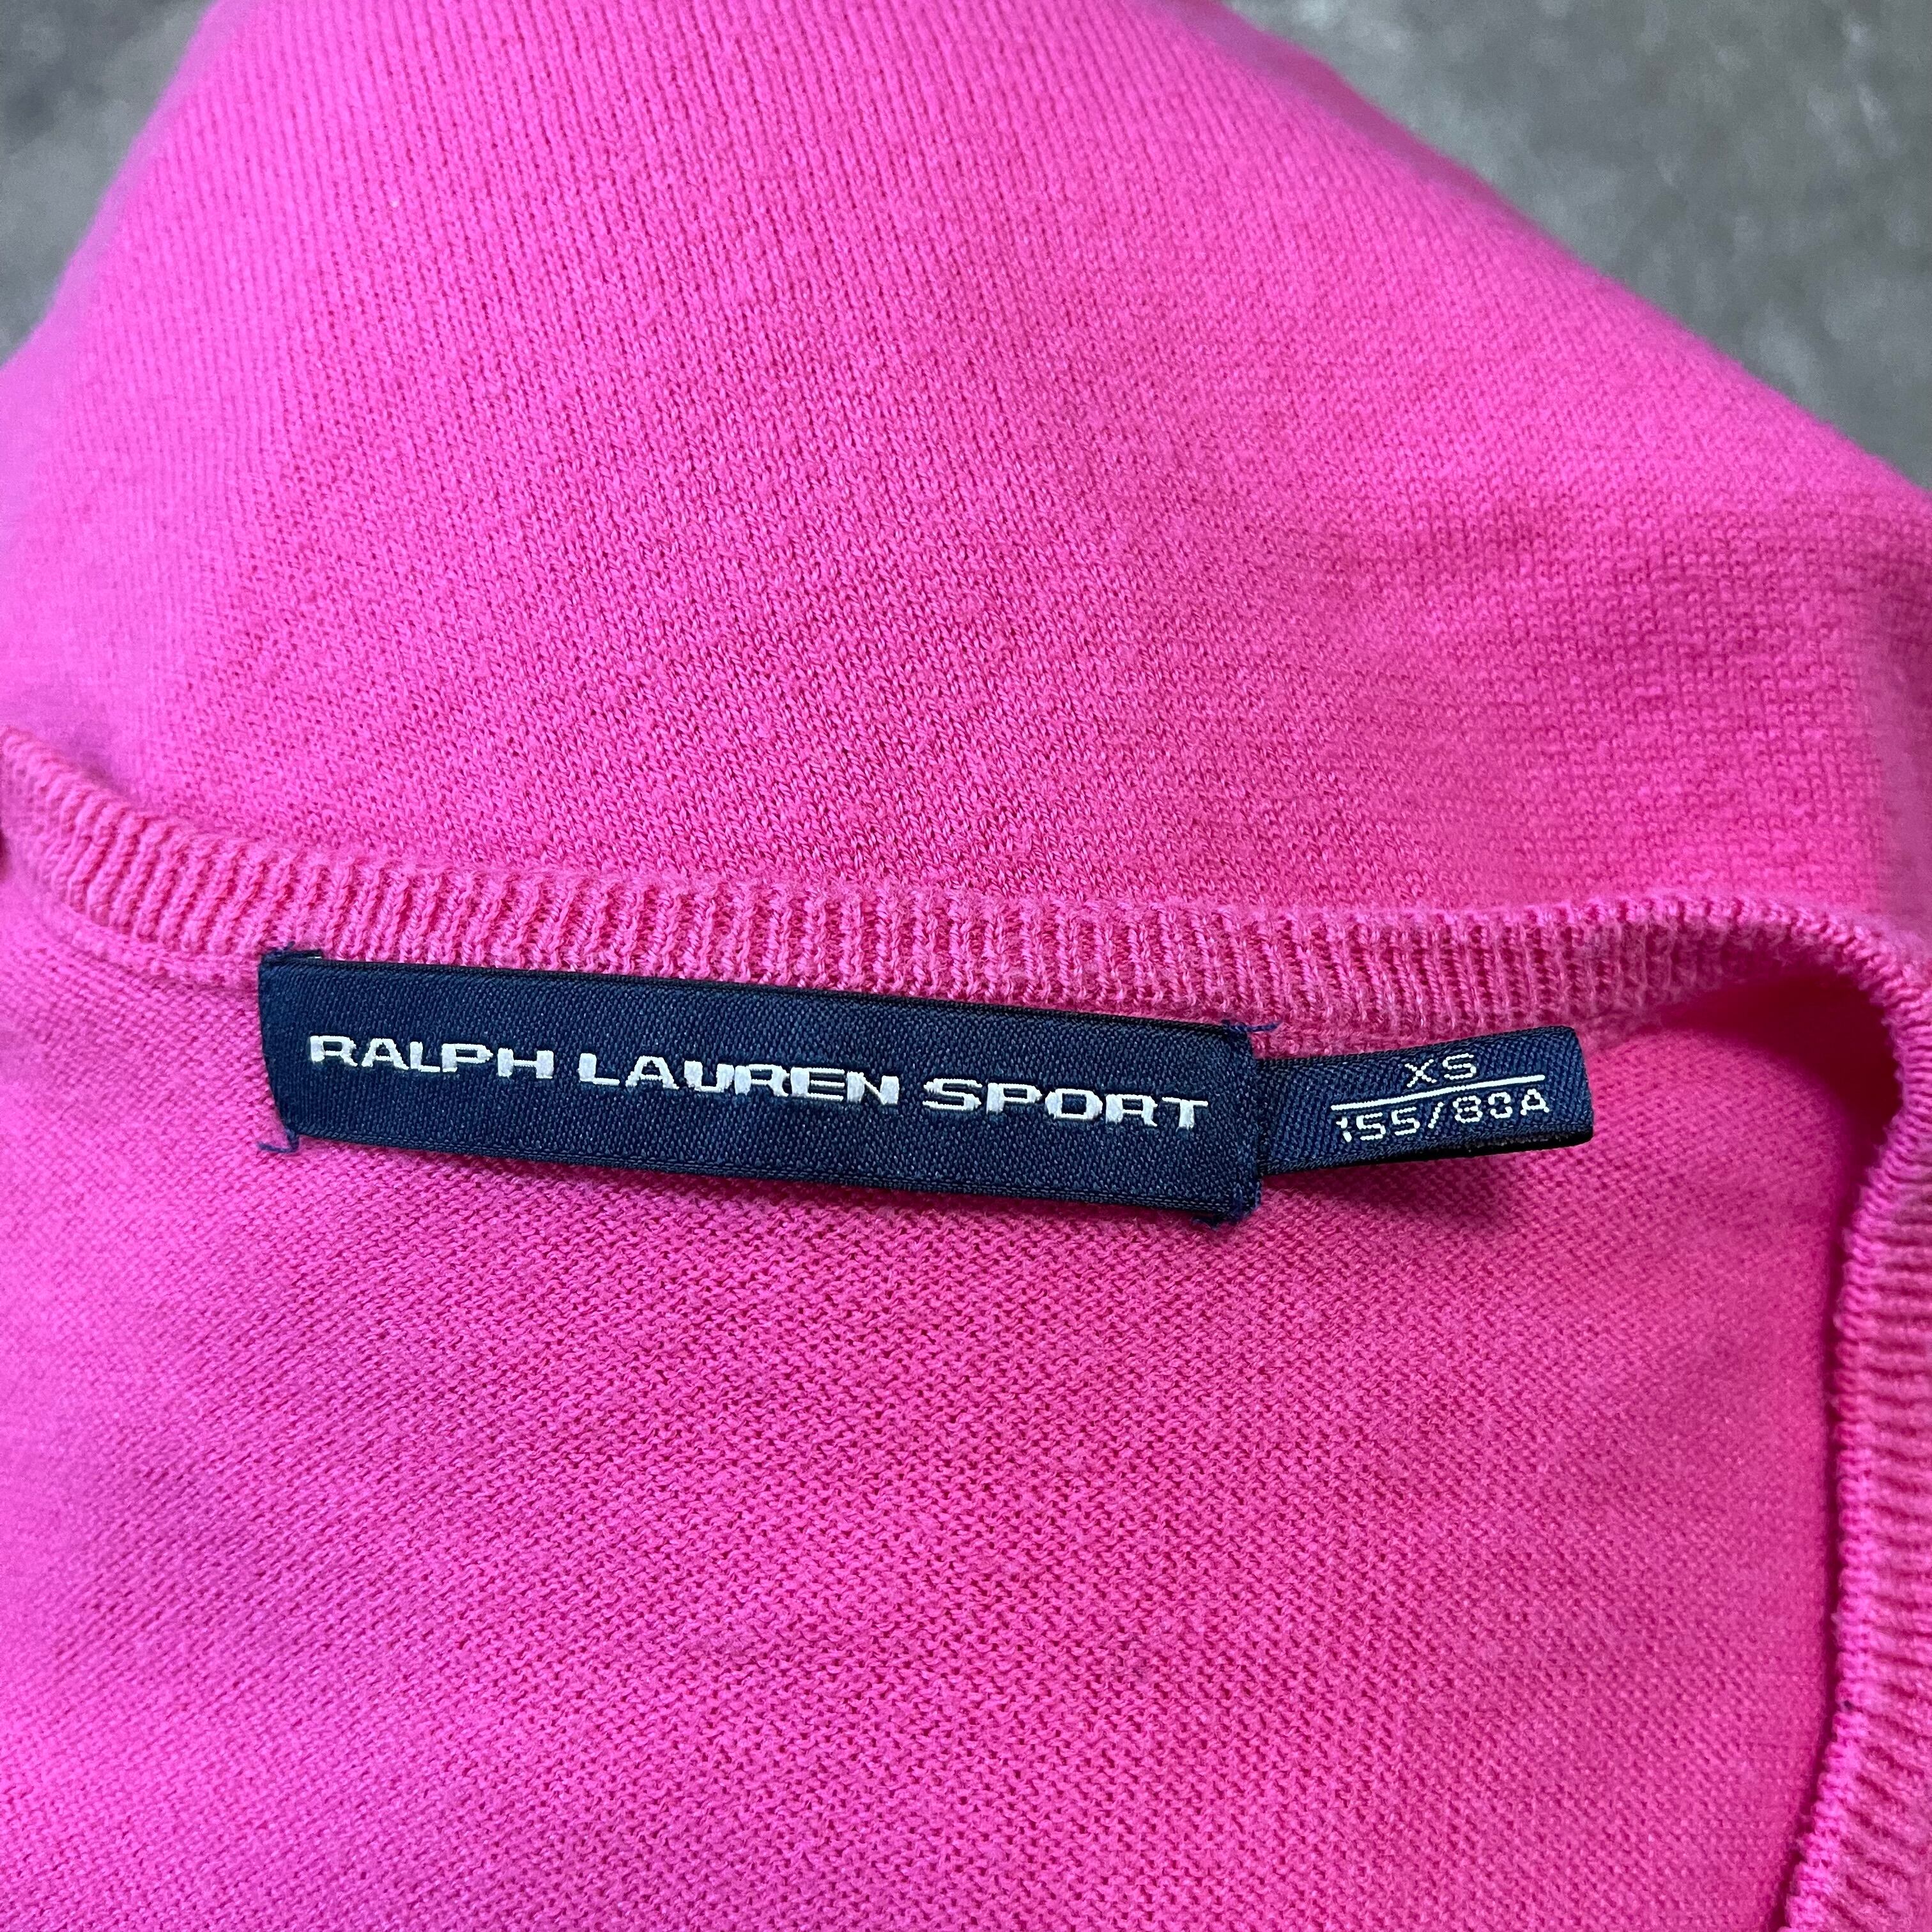 RALPH LAUREN SPORT
XS
155/80A